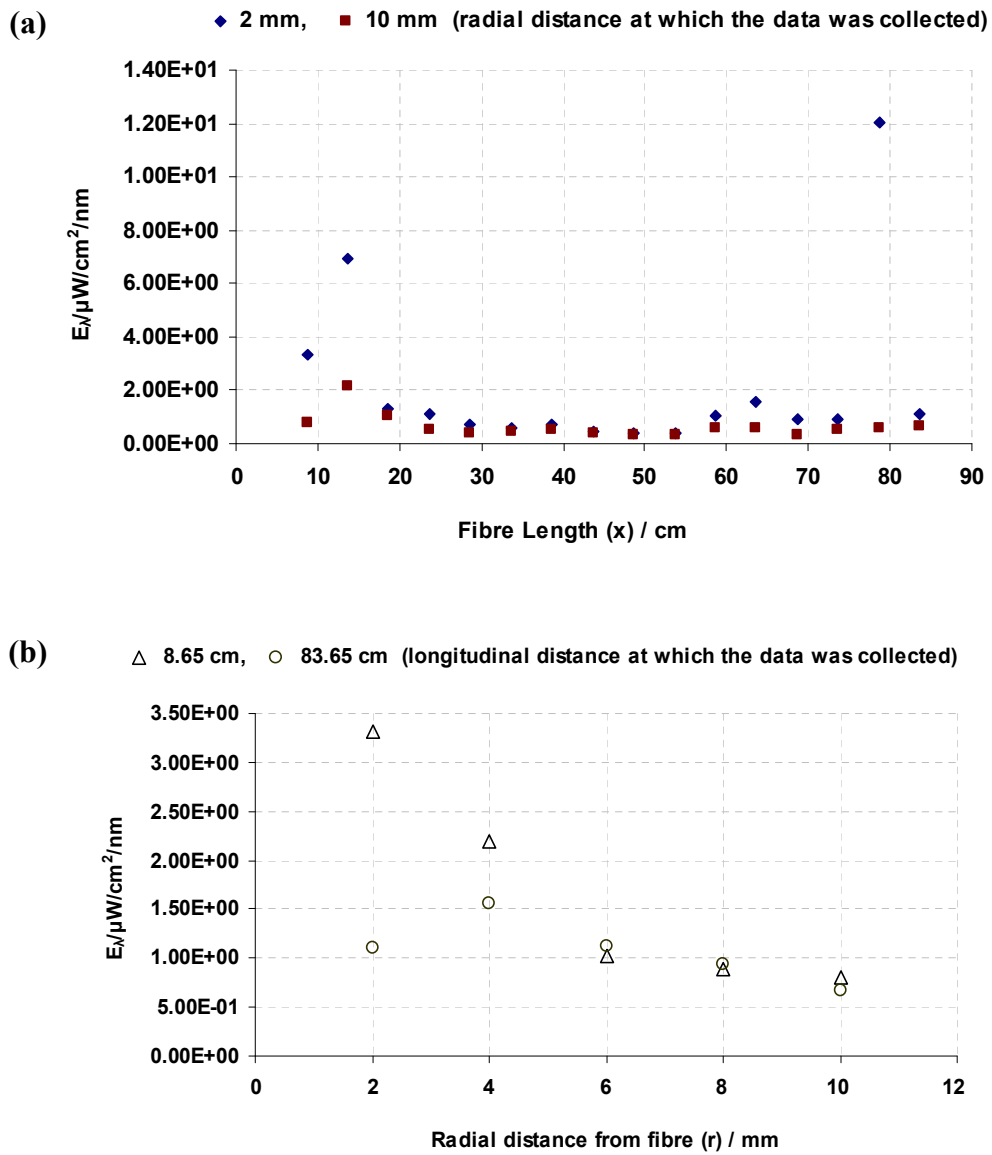 (a)
2 mm, 10 mm (radial distance at which the data was collected)
1.40E+01
1.20E+01
1.00E+01
8.00E+00
6.00E+00
4.00E+00
2.00E+00
0.00E+00
Eλ/µW/cm²/nm
0 10 20 30 40 50 60 70 80 90
Fibre Length (x) / cm
(b)
8.65 cm, 83.65 cm (longitudinal distance at which the data was collected)
3.50E+00
3.00E+00
2.50E+00
2.00E+00
1.50E+00
1.00E+00
5.00E-01
0.00E+00
Eλ/µW/cm²/nm
0 2 4 6 8 10 12
Radial distance from fibre (r) / mm